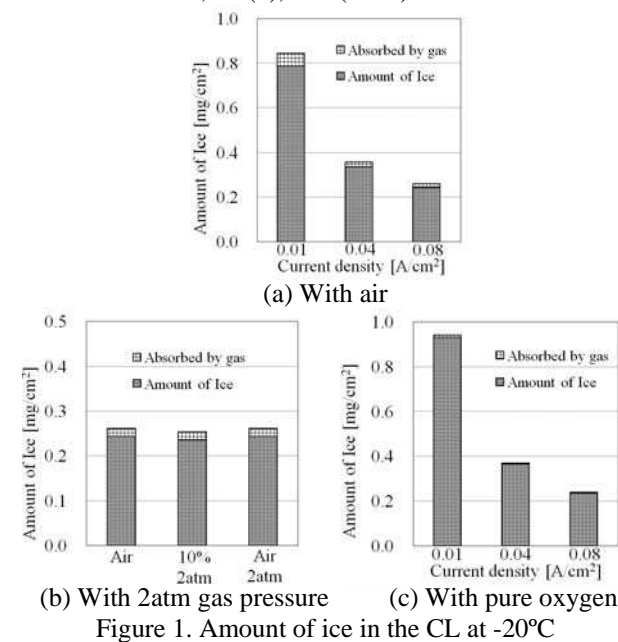 1.0
Absorbed by gas
0.8
Amount of Ice
0.6
0.4
0.2
0.0
Amount of Ice [mg/cm²]
0.01 0.04 0.08
Current density [A/cm²]
(a) With air
0.5
Absorbed by gas
0.4
Amount of Ice
0.3
0.2
0.1
0.0
Amount of Ice [mg/cm²]
Air 10% Air
2atm 2atm
1.0
0.8
Absorbed by gas
Amount of Ice
0.6
0.4
0.2
0.0
Amount of Ice [mg/cm²]
0.01 0.04 0.08
Current density [A/cm²]
(b) With 2atm gas pressure (c) With pure oxygen
Figure 1. Amount of ice in the CL at -20ºC